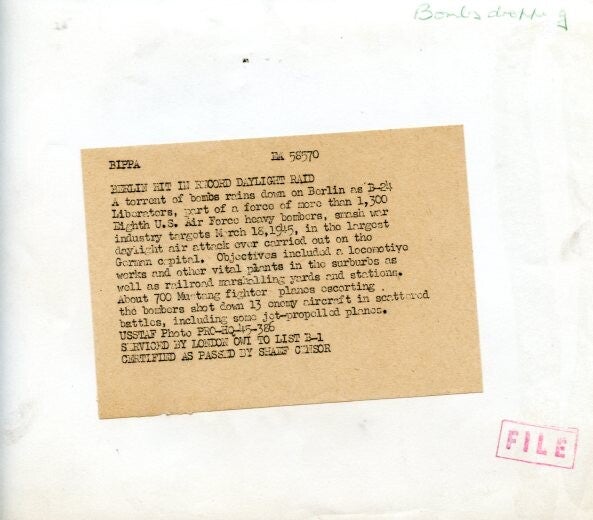 Bombs dropping
BIPPA EA 58570
BERLIN HIT IN RECORD DAYLIGHT RAID
A torrent of bombs rains down on Berlin as B-24
Liberators, part of a force of more than 1,300
Eighth U.S. Air Force heavy bombers, smash war
industry targets March 18,1945, in the largest
daylight air attack ever carried out on the
German capital. Objectives included a locomotive
works and other vital plants in the surburbs as
well as railroad marshalling yards and stations.
About 700 Mustang fighter planes escorting .
the bombers shot down 13 enemy aircraft in scattered
battles, including some jet-propelled planes.
USSTAF Photo PRO-HQ-45-386
SERVICED BY LONDON OWI TO LIST B-1
CERTIFIED AS PASSED BY SHAEF CENSOR
FILE